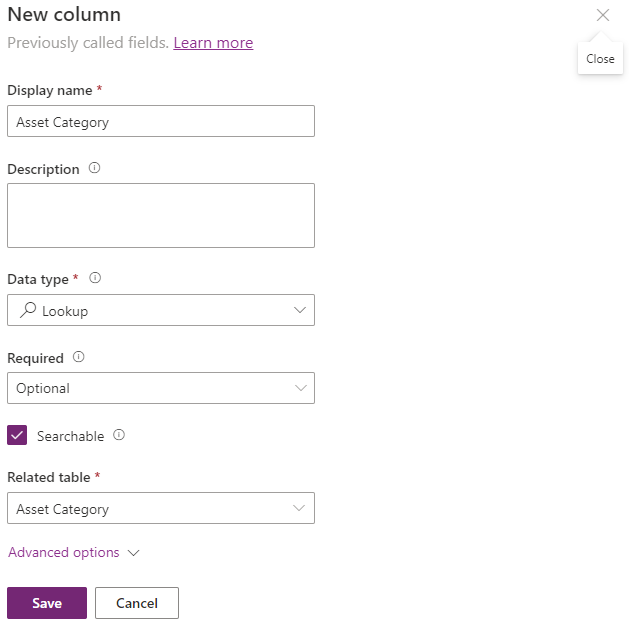 New column
Previously called fields. Learn more
Close
Display name *
Asset Category
Description
Data type *
Lookup
Required
Optional
Searchable
Related table *
Asset Category
Advanced options
Save Cancel